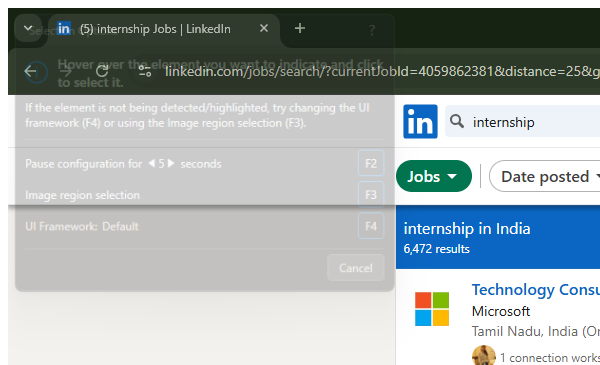 (5) internship Jobs | LinkedIn
?
Hover over the element you want to indicate and click
to select it.
linkedin.com/jobs/search/?currentJobId=4059862381&distance=25&g
If the element is not being detected/highlighted, try changing the UI
framework (F4) or using the Image region selection (F3).
in
internship
Pause configuration for 5 seconds
F2
Jobs
Date posted
Image region selection
F3
UI Framework: Default
F4
internship in India
6,472 results
Cancel
Technology Consu
Microsoft
Tamil Nadu, India (On
1 connection works